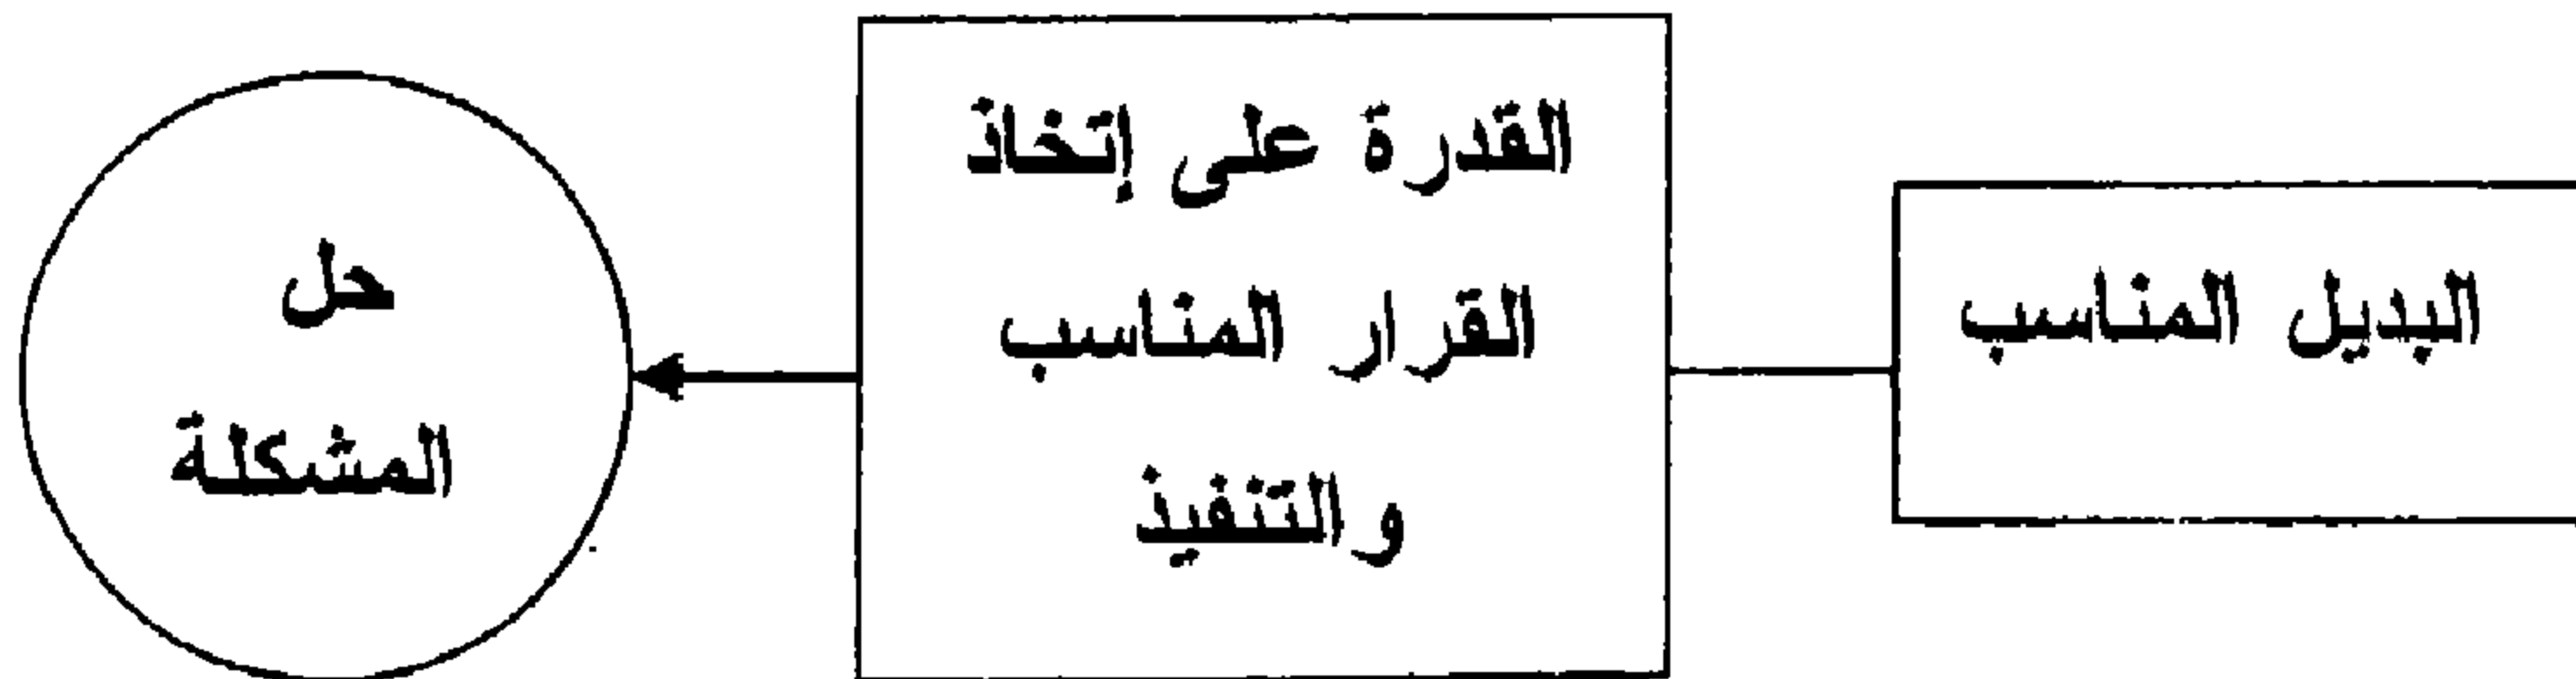 البديل المناسب
القدرة على إتخاذ
القرار المناسب
والتنفيذ
حل
المشكلة